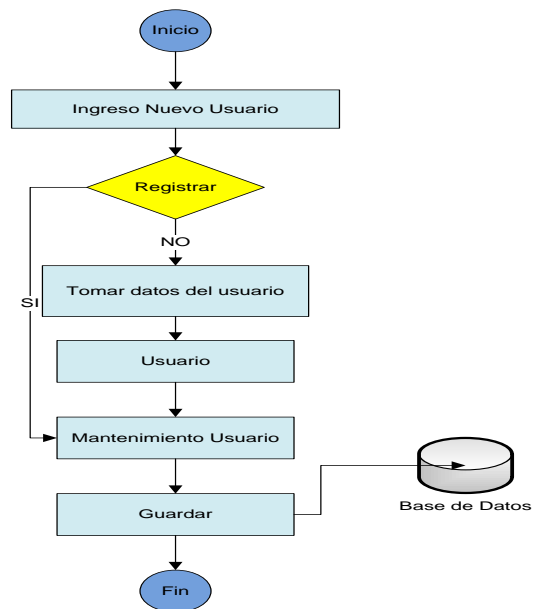 Inicio
Ingreso Nuevo Usuario
Registrar
NO
Tomar datos del usuario
SI
Usuario
Mantenimiento Usuario
Guardar
Base de Datos
Fin